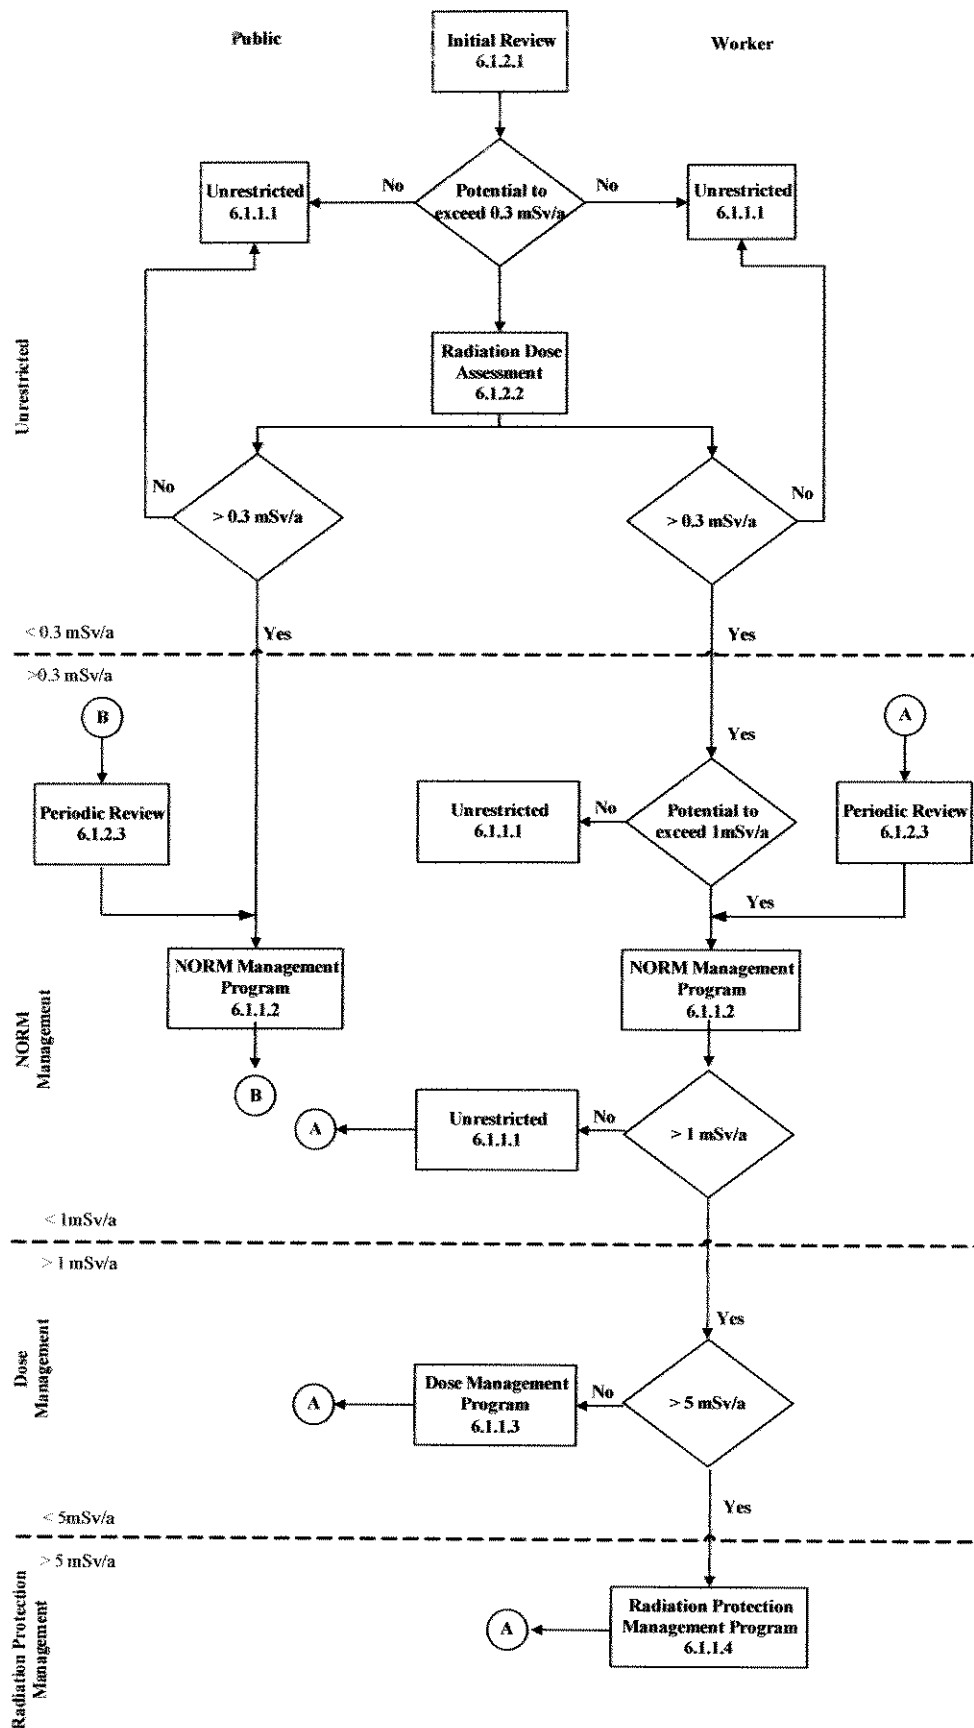 Public
Initial Review
6.1.2.1
Worker
Unrestricted
6.1.1.1
No
Potential to
exceed 0.3 mSv/a
No
Unrestricted
6.1.1.1
Radiation Dose
Assessment
6.1.2.2
Unrestricted
No
> 0.3 mSv/a
> 0.3 mSv/a
No
< 0.3 mSv/a
Yes
Yes
>0.3 mSv/a
B
A
Yes
Periodic Review
6.1.2.3
Unrestricted
6.1.1.1
No
Potential to
exceed 1mSv/a
Periodic Review
6.1.2.3
Yes
NORM Management
Program
6.1.1.2
NORM Management
Program
6.1.1.2
NORM
Management
B
A
Unrestricted
6.1.1.1
No
> 1 mSv/a
< 1mSv/a
> 1 mSv/a
Yes
Dose
Management
A
Dose Management
Program
6.1.1.3
No
> 5 mSv/a
Yes
< 5mSv/a
> 5 mSv/a
Radiation Protection
Management
A
Radiation Protection
Management Program
6.1.1.4